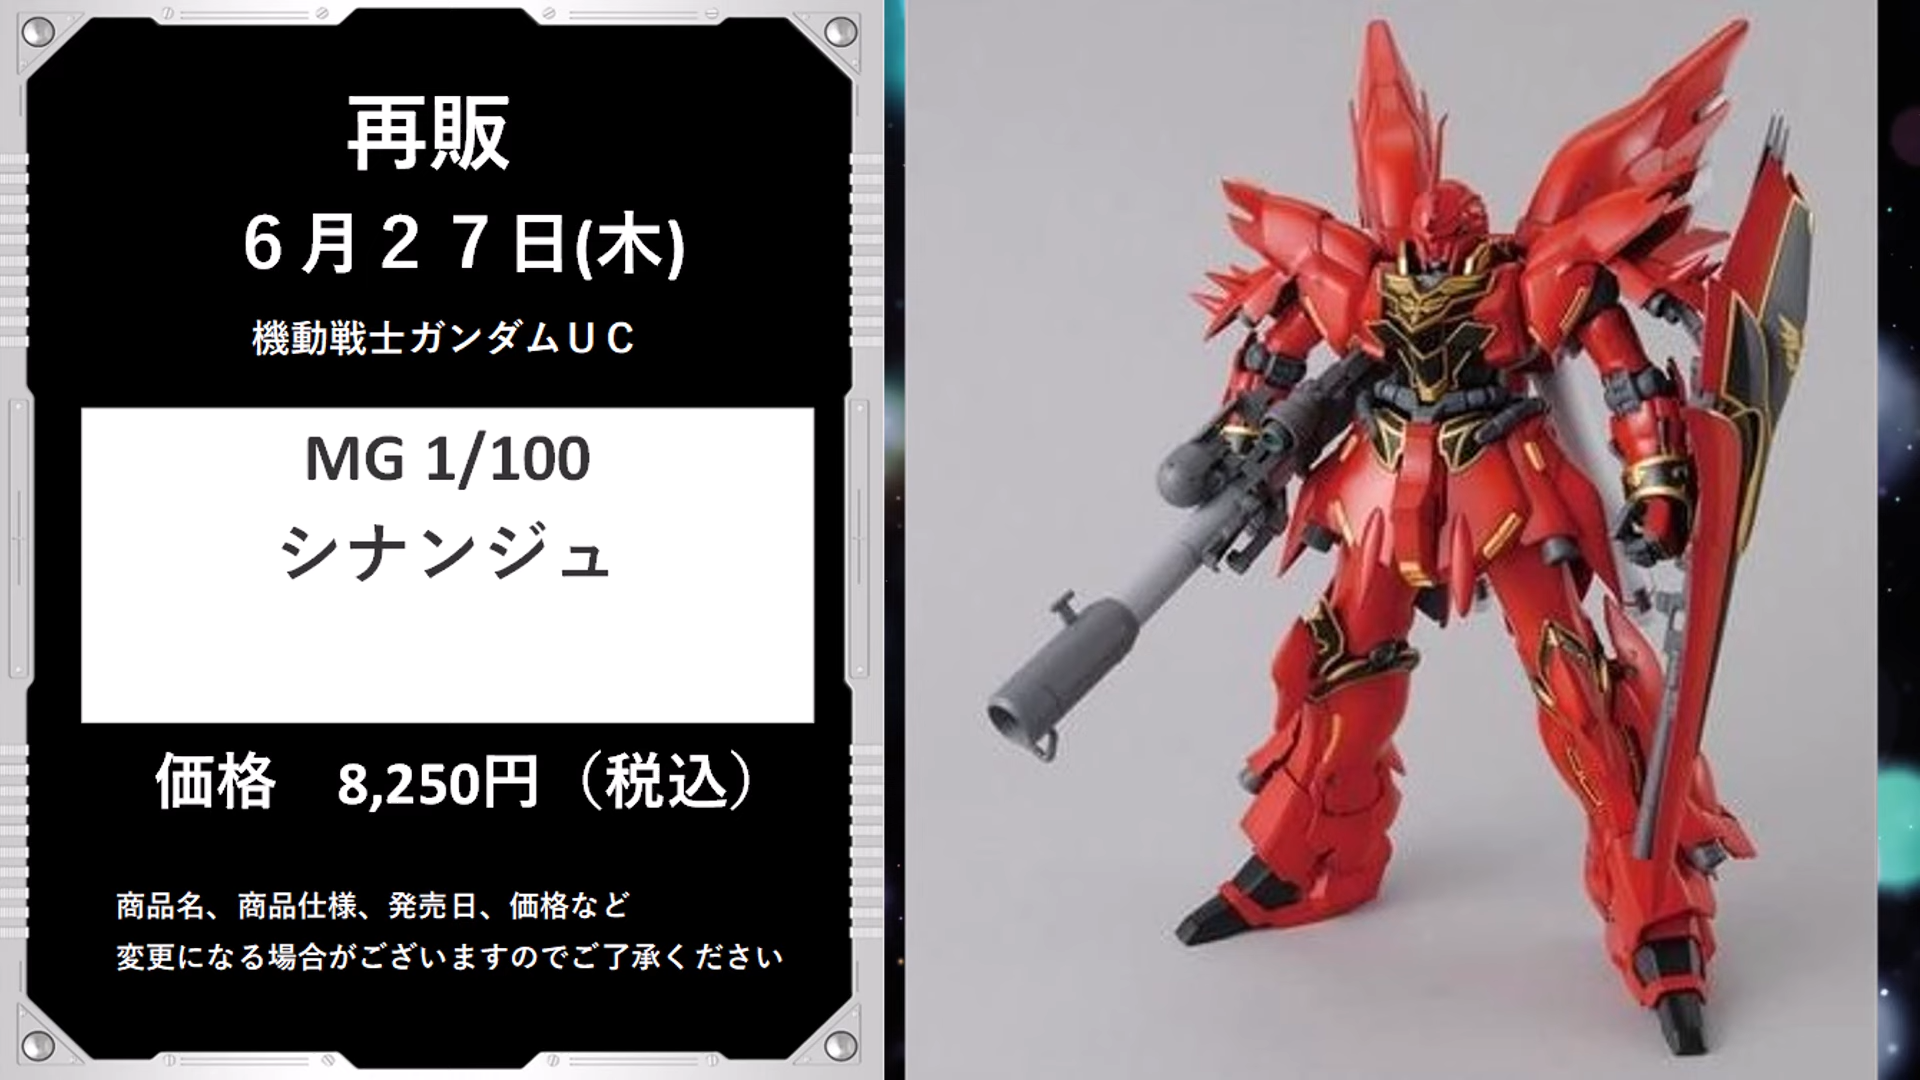 再販
６月２７日(木)
機動戦士ガンダムＵＣ
MG 1/100
シナンジュ
価格　8,250円（税込）
商品名、商品仕様、発売日、価格など
変更になる場合がございますのでご了承ください